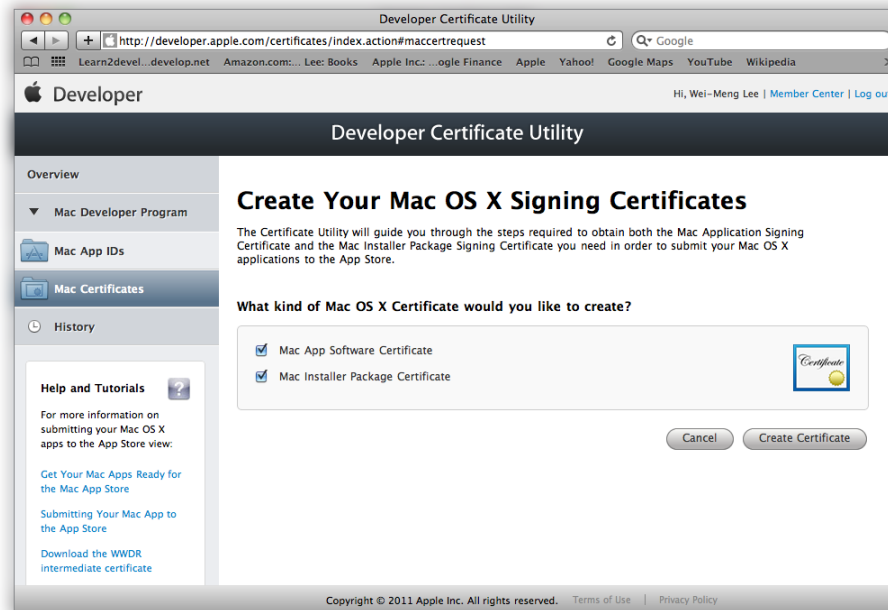 Developer Certificate Utility
http://developer.apple.com/certificates/index.action#maccertrequest
Google
Learn2devel...develop.net Amazon.com:... Lee: Books Apple Inc.: ...ogle Finance Apple Yahoo! Google Maps YouTube Wikipedia
Developer
Hi, Wei-Meng Lee | Member Center | Log out
Developer Certificate Utility
Overview
Mac Developer Program
Mac App IDs
Mac Certificates
History
Help and Tutorials ?
For more information on
submitting your Mac OS X
apps to the App Store view:
Get Your Mac Apps Ready for
the Mac App Store
Submitting Your Mac App to
the App Store
Download the WWDR
intermediate certificate
Create Your Mac OS X Signing Certificates
The Certificate Utility will guide you through the steps required to obtain both the Mac Application Signing
Certificate and the Mac Installer Package Signing Certificate you need in order to submit your Mac OS X
applications to the App Store.
What kind of Mac OS X Certificate would you like to create?
Mac App Software Certificate
Mac Installer Package Certificate
Certificate
Cancel
Create Certificate
Copyright © 2011 Apple Inc. All rights reserved. Terms of Use | Privacy Policy